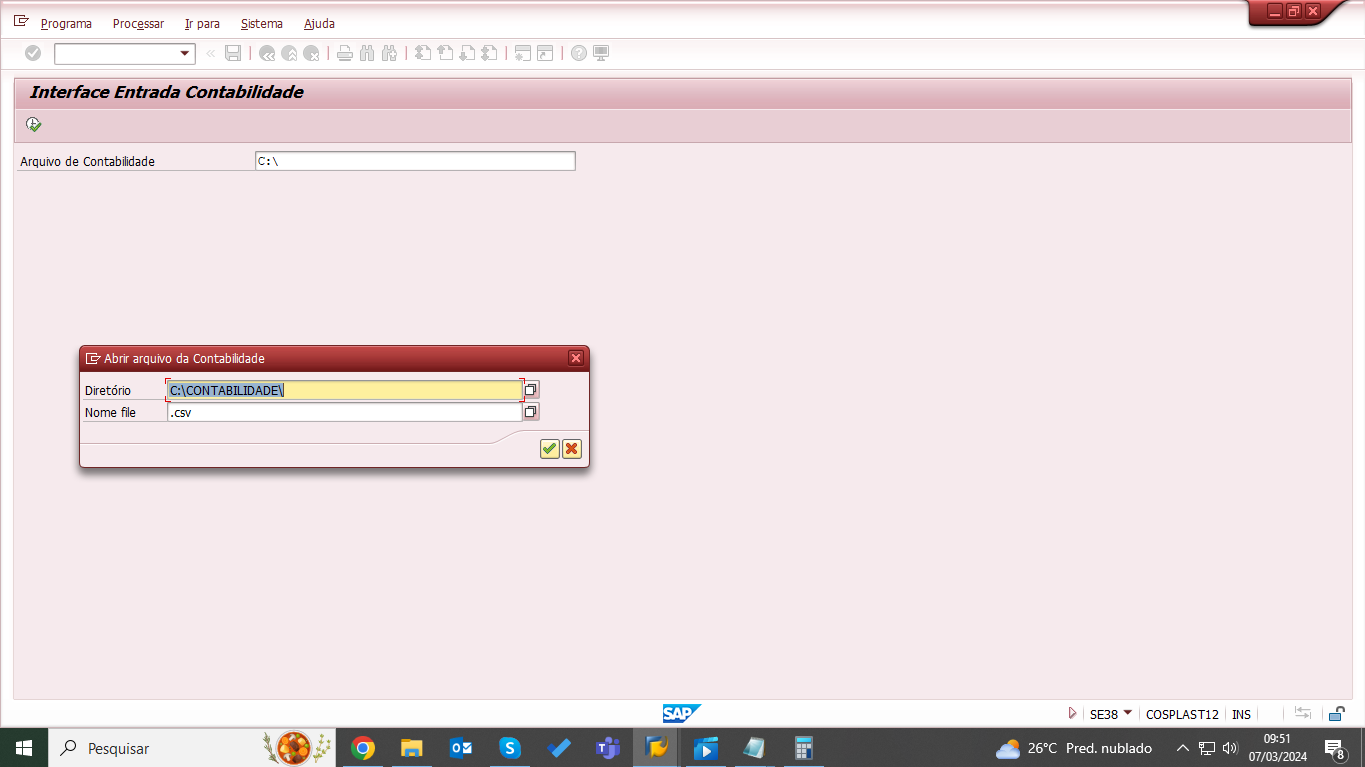 Programa Processar Ir para Sistema Ajuda
Interface Entrada Contabilidade
Arquivo de Contabilidade C:\
Abrir arquivo da Contabilidade
Diretório C:\CONTABILIDADE\
Nome file .csv
SAP SE38 COSPLAST12 INS
Pesquisar 26°C Pred. nublado 09:51
07/03/2024 8